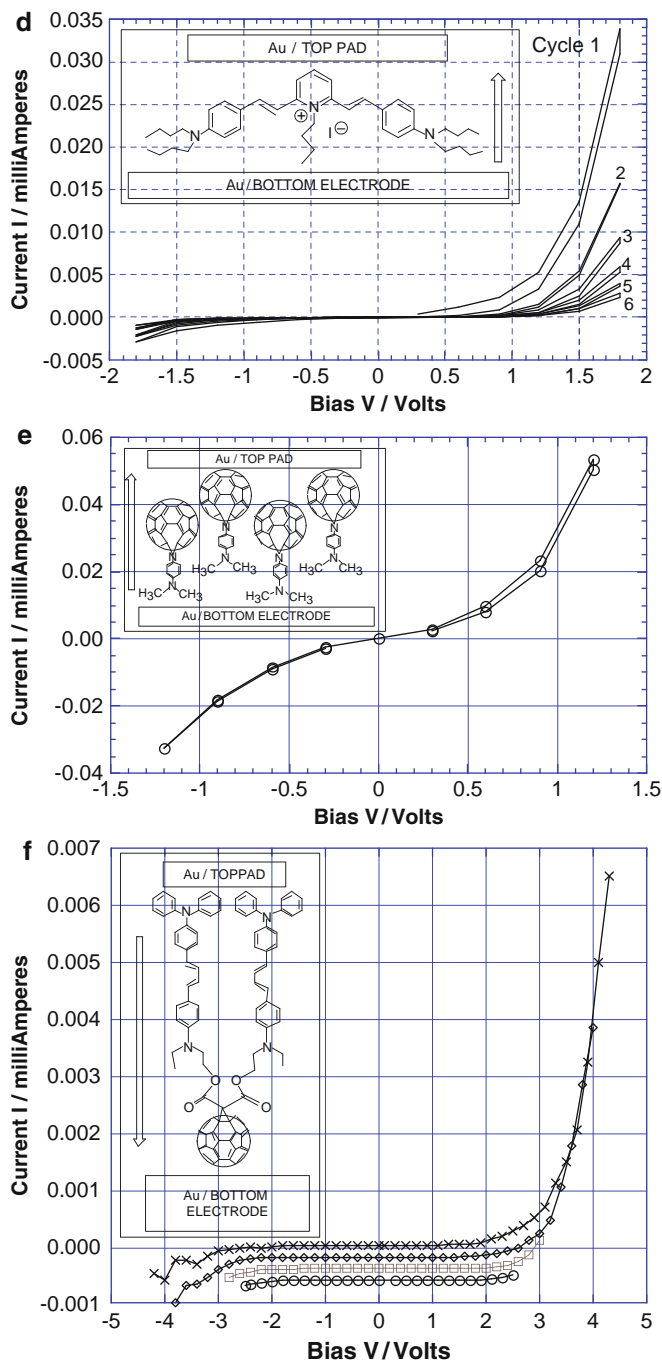 d
Current I / milliAmperes
0.035
0.030
0.025
0.020
0.015
0.010
0.005
0.000
-0.005
Au / TOP PAD
Cycle 1
N
N
⊕
I⊖
N
Au/BOTTOM ELECTRODE
2
3
4
5
6
-2 -1.5 -1 -0.5 0 0.5 1 1.5 2
Bias V / Volts
e
Current I / milliAmperes
0.06
0.04
0.02
0.00
-0.02
-0.04
Au / TOP PAD
N N
N N
N N
H3C CH3 H3C CH3
N N
H3C CH3 H3C CH3
Au/BOTTOM ELECTRODE
-1.5 -1 -0.5 0 0.5 1 1.5
Bias V / Volts
f
Current I / milliAmperes
0.007
0.006
0.005
0.004
0.003
0.002
0.001
0.000
-0.001
Au / TOPPAD
N N
N N
O O
O O
Au / BOTTOM
ELECTRODE
-5 -4 -3 -2 -1 0 1 2 3 4 5
Bias V / Volts